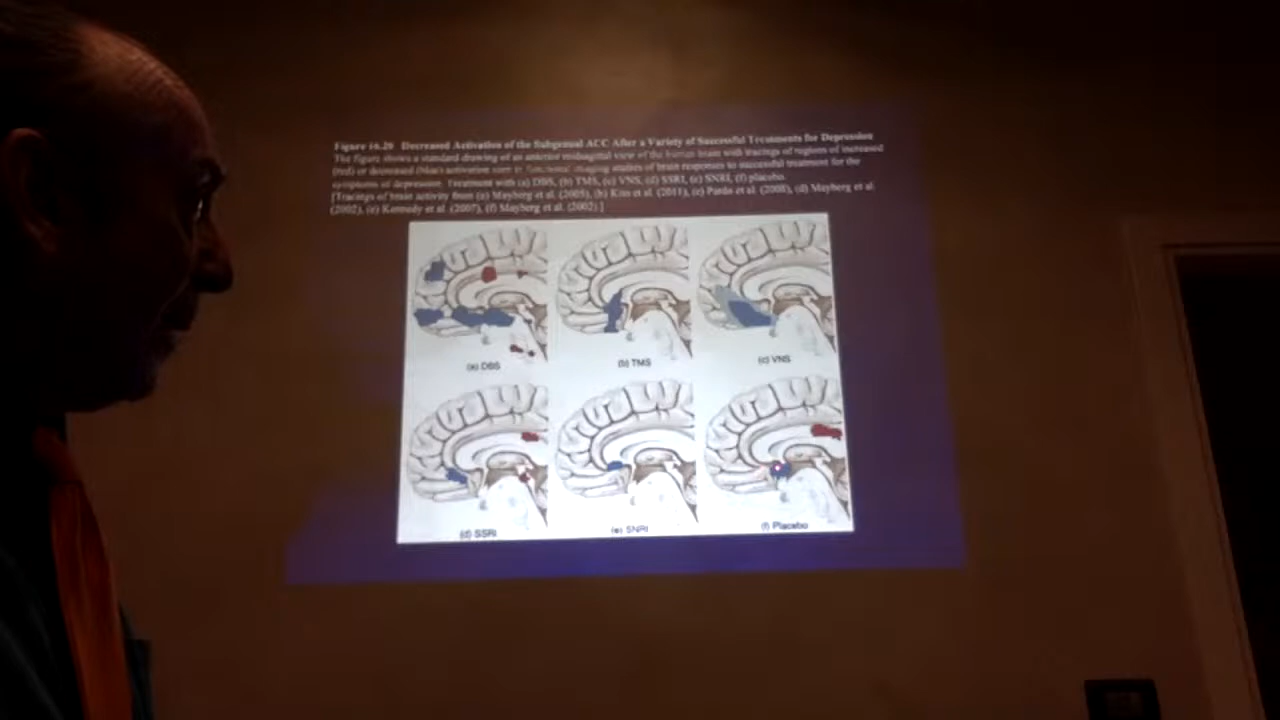 Figure 16.20 Decreased Activation of the Subgenual ACC After a Variety of Successful Treatments for Depression
The figure shows a standard drawing of an anterior midsagittal view of the human brain with tracings of regions of increased
(red) or decreased (blue) activation seen in functional imaging studies of brain responses to successful treatment for the
symptoms of depression. Treatment with (a) DBS, (b) TMS, (c) VNS, (d) SSRI, (e) SNRI, (f) placebo.
[Tracings of brain activity from (a) Mayberg et al. (2005), (b) Kito et al. (2011), (c) Pardo et al. (2008), (d) Mayberg et al.
(2002), (e) Kennedy et al. (2007), (f) Mayberg et al. (2002).]
(a) DBS (b) TMS (c) VNS
(d) SSRI (e) SNRI (f) Placebo